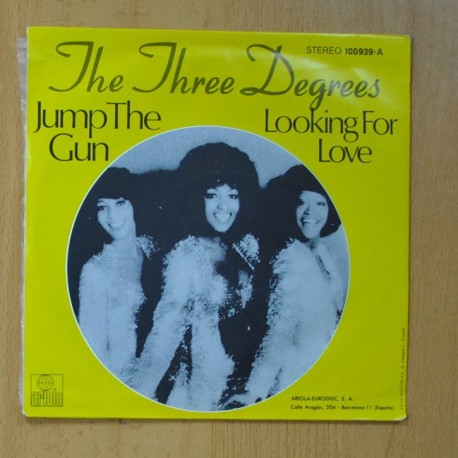 STEREO 100939-A
The Three Degrees
Jump The
Gun
Looking For
Love
ariola
ARIOLA-EURODISC, S. A.
Calle Aragón, 204 - Barcelona-11 (España)